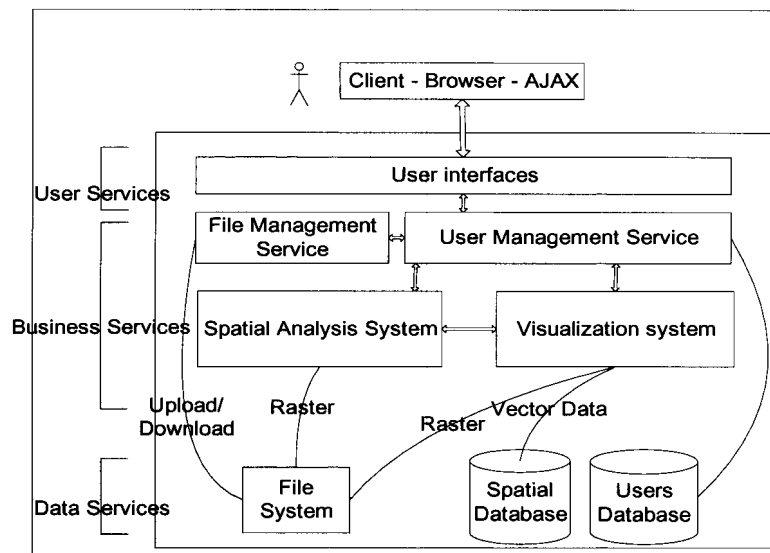 Client - Browser - AJAX
User Services
User interfaces
File Management
Service
User Management Service
Business Services
Spatial Analysis System
Visualization system
Upload/
Download
Raster
Raster
Vector Data
Data Services
File
System
Spatial
Database
Users
Database